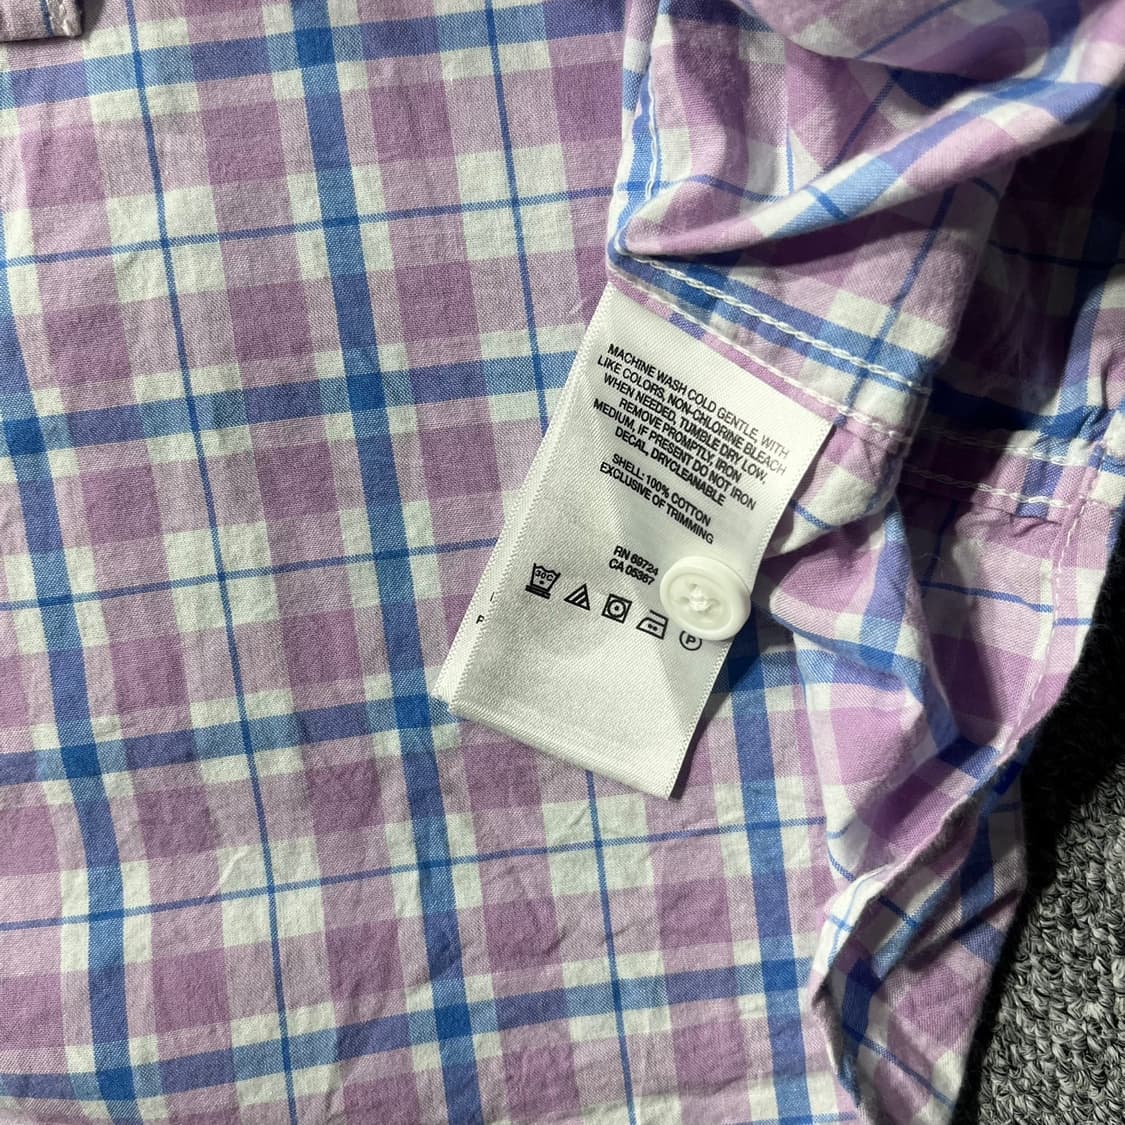 MACHINE WASH COLD GENTLE, WITH
LIKE COLORS, NON-CHLORINE BLEACH
WHEN NEEDED, TUMBLE DRY LOW,
REMOVE PROMPTLY, IRON
MEDIUM, IF PRESENT DO NOT IRON
DECAL, DRYCLEANABLE
SHELL: 100% COTTON
EXCLUSIVE OF TRIMMING
RN 69724
CA 05367
30C
P